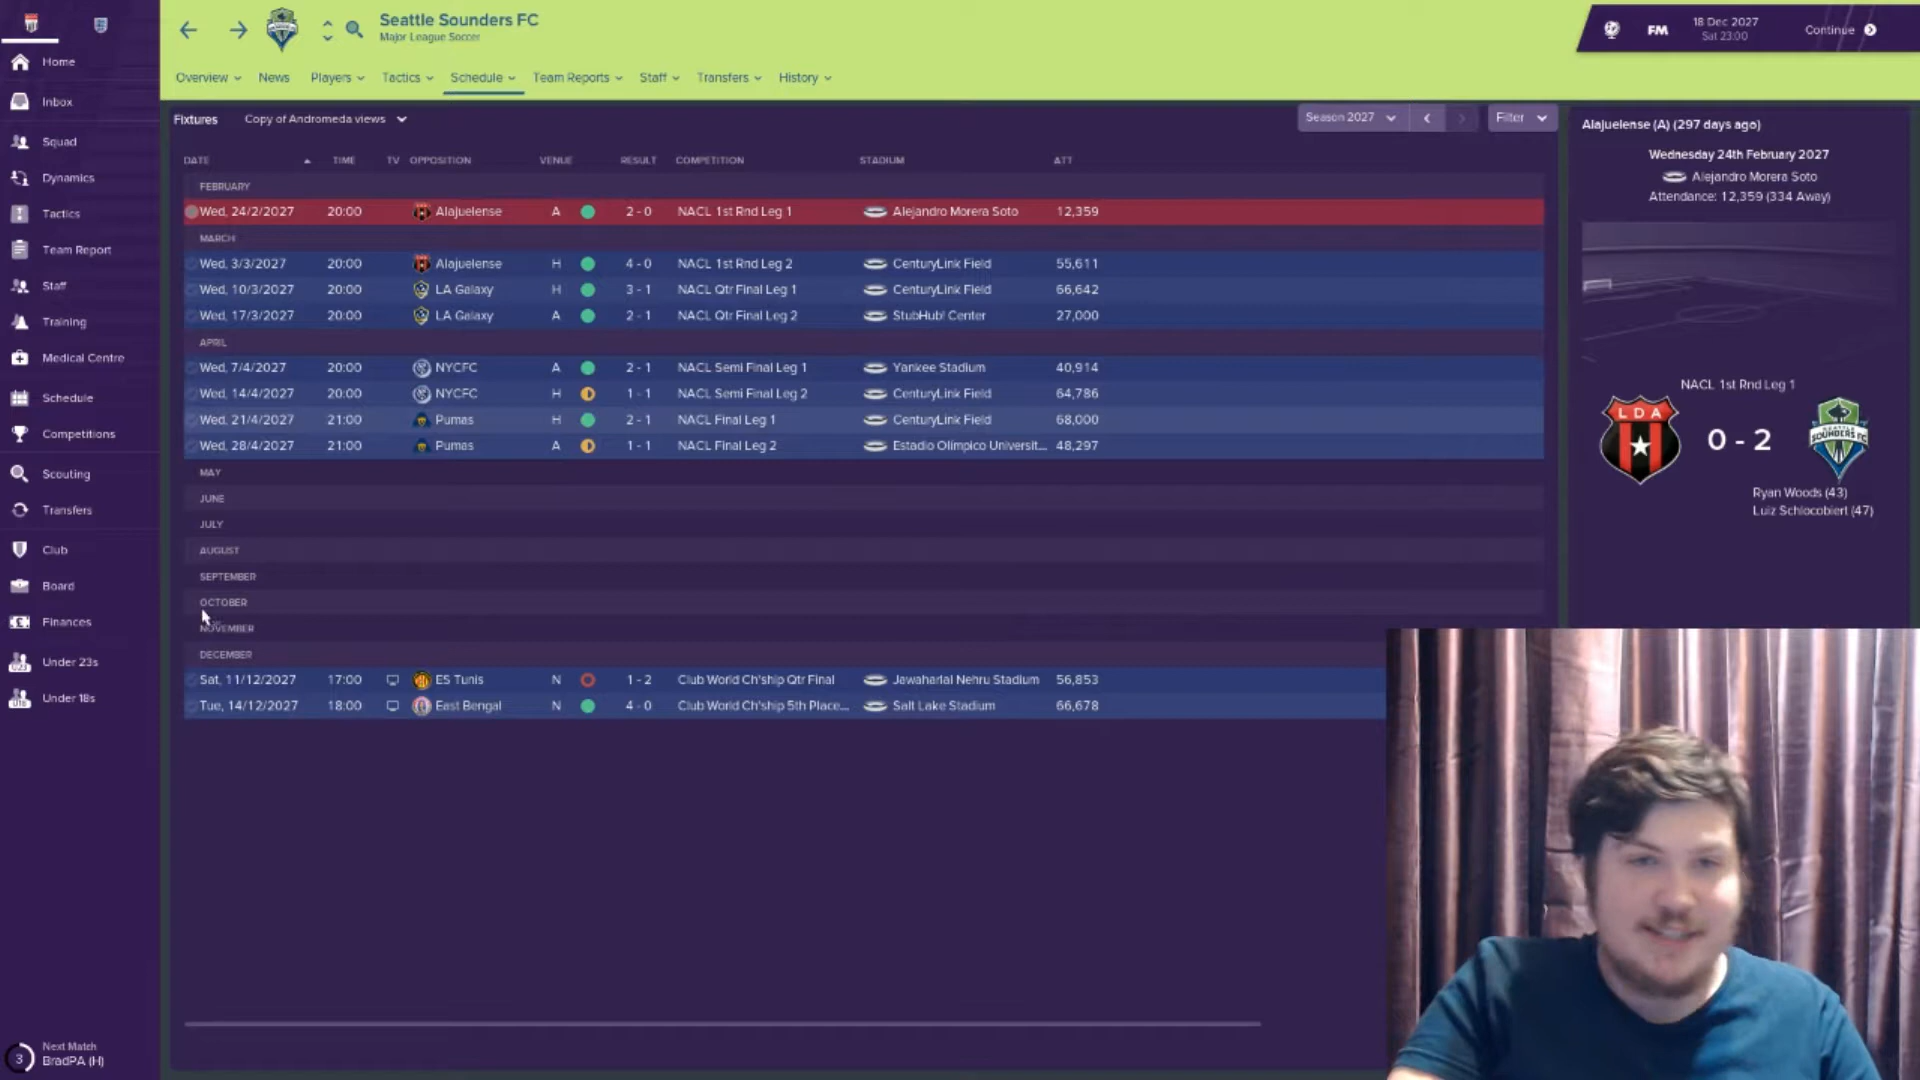 Seattle Sounders FC
Major League Soccer
18 Dec 2027
Sat 23:00
FM
Continue
Overview News Players Tactics Schedule Team Reports Staff Transfers History
Home
Inbox
Squad
Dynamics
Tactics
Team Report
Staff
Training
Medical Centre
Schedule
Competitions
Scouting
Transfers
Club
Board
Finances
Under 23s
Under 18s
3
Next Match
BradPA (H)
Fixtures Copy of Andromeda views Season 2027 Filter
DATE TIME TV OPPOSITION VENUE RESULT COMPETITION STADIUM ATT
FEBRUARY
Wed, 24/2/2027 20:00 Alajuelense A 2-0 NACL 1st Rnd Leg 1 Alejandro Morera Soto 12,359
MARCH
Wed, 3/3/2027 20:00 Alajuelense H 4-0 NACL 1st Rnd Leg 2 CenturyLink Field 55,611
Wed, 10/3/2027 20:00 LA Galaxy H 3-1 NACL Qtr Final Leg 1 CenturyLink Field 66,642
Wed, 17/3/2027 20:00 LA Galaxy A 2-1 NACL Qtr Final Leg 2 StubHub! Center 27,000
APRIL
Wed, 7/4/2027 20:00 NYCFC A 2-1 NACL Semi Final Leg 1 Yankee Stadium 40,914
Wed, 14/4/2027 20:00 NYCFC H 1-1 NACL Semi Final Leg 2 CenturyLink Field 64,786
Wed, 21/4/2027 21:00 Pumas H 2-1 NACL Final Leg 1 CenturyLink Field 68,000
Wed, 28/4/2027 21:00 Pumas A 1-1 NACL Final Leg 2 Estadio Olímpico Universit... 48,297
MAY
JUNE
JULY
AUGUST
SEPTEMBER
OCTOBER
NOVEMBER
DECEMBER
Sat, 11/12/2027 17:00 ES Tunis N 1-2 Club World Ch'ship Qtr Final Jawaharlal Nehru Stadium 56,853
Tue, 14/12/2027 18:00 East Bengal N 4-0 Club World Ch'ship 5th Place... Salt Lake Stadium 66,678
Alajuelense (A) (297 days ago)
Wednesday 24th February 2027
Alejandro Morera Soto
Attendance: 12,359 (334 Away)
NACL 1st Rnd Leg 1
LDA
0 - 2
SOUNDERS FC
Ryan Woods (43)
Luiz Schlocobiert (47)